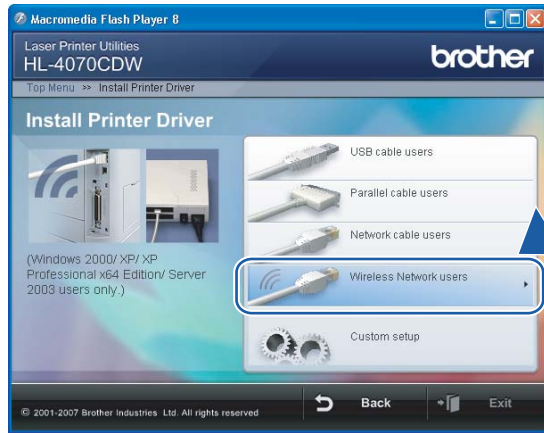 Macromedia Flash Player 8
Laser Printer Utilities
HL-4070CDW
brother
Top Menu >> Install Printer Driver
Install Printer Driver
USB cable users
Parallel cable users
Network cable users
Wireless Network users
Custom setup
(Windows 2000/ XP/ XP
Professional x64 Edition/ Server
2003 users only.)
© 2001-2007 Brother Industries Ltd. All rights reserved
Back
Exit